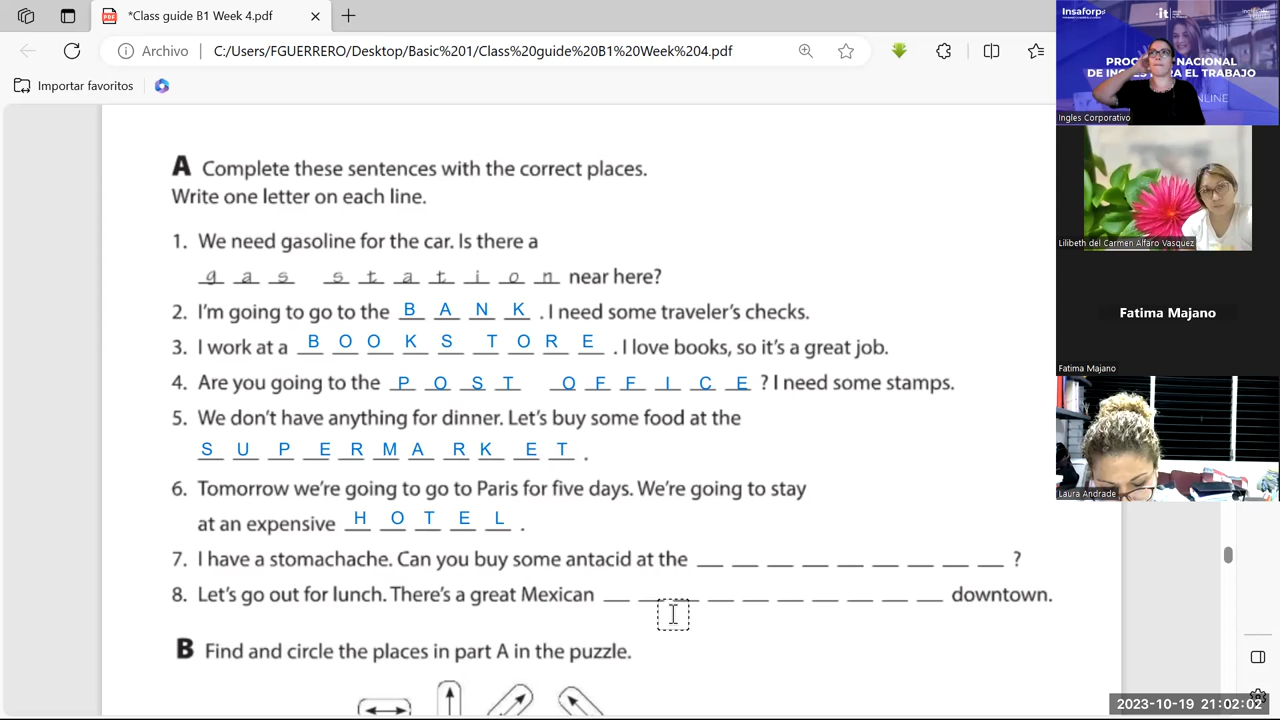 *Class guide B1 Week 4.pdf
Archivo
C:/Users/FGUERRERO/Desktop/Basic%201/Class%20guide%20B1%20Week%204.pdf
Importar favoritos
A Complete these sentences with the correct places.
Write one letter on each line.
1. We need gasoline for the car. Is there a
gas station near here?
2. I'm going to go to the BANK. I need some traveler's checks.
3. I work at a BOOKSTORE. I love books, so it's a great job.
4. Are you going to the POST OFFICE? I need some stamps.
5. We don't have anything for dinner. Let's buy some food at the
SUPERMARKET.
6. Tomorrow we're going to go to Paris for five days. We're going to stay
at an expensive HOTEL.
7. I have a stomachache. Can you buy some antacid at the _ _ _ _ _ _ _ _ _ ?
8. Let's go out for lunch. There's a great Mexican _ _ _ _ _ _ _ _ _ _ downtown.
B Find and circle the places in part A in the puzzle.
Insaforp
Ingles Corporativo
Lilibeth del Carmen Alfaro Vasquez
Fatima Majano
Fatima Majano
Laura Andrade
2023-10-19 21:02:02